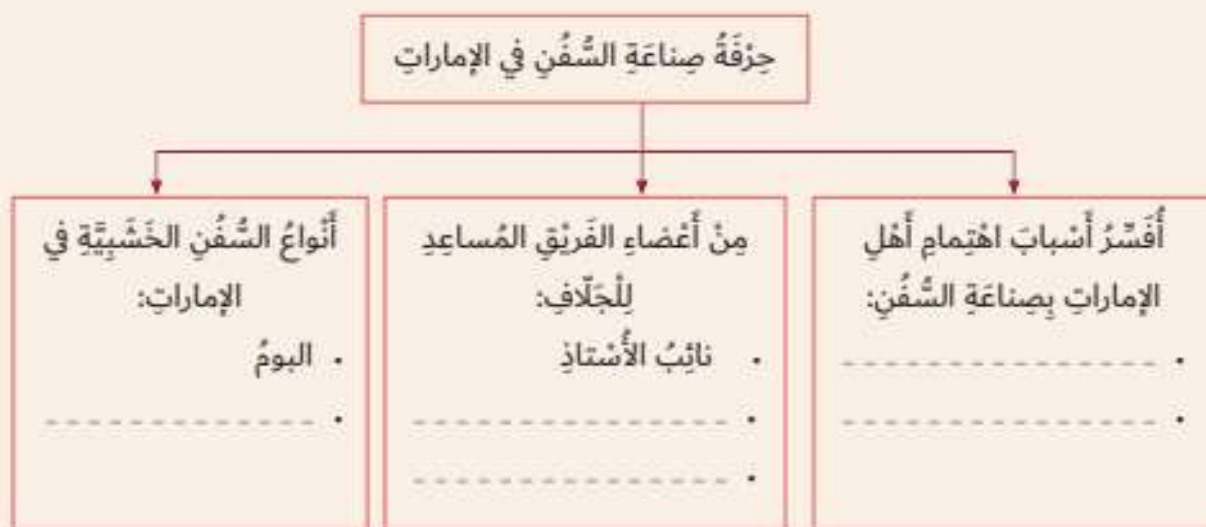 حِرْفَةُ صِناعَةِ السُّفُنِ في الإماراتِ
أُفَسِّرُ أَسْبابَ اهْتِمامِ أَهْلِ
الإماراتِ بِصِناعَةِ السُّفُنِ:
• _ _ _ _ _ _ _ _ _ _ _ _ _ _ _
• _ _ _ _ _ _ _ _ _ _ _ _ _ _ _
مِنْ أَعْضاءِ الفَريْقِ المُساعِدِ
لِلْجَلّافِ:
• نائِبُ الأُسْتاذِ
• _ _ _ _ _ _ _ _ _ _ _ _ _ _ _
• _ _ _ _ _ _ _ _ _ _ _ _ _ _ _
أَنْواعُ السُّفُنِ الخَشَبِيَّةِ في
الإماراتِ:
• البومُ
• _ _ _ _ _ _ _ _ _ _ _ _ _